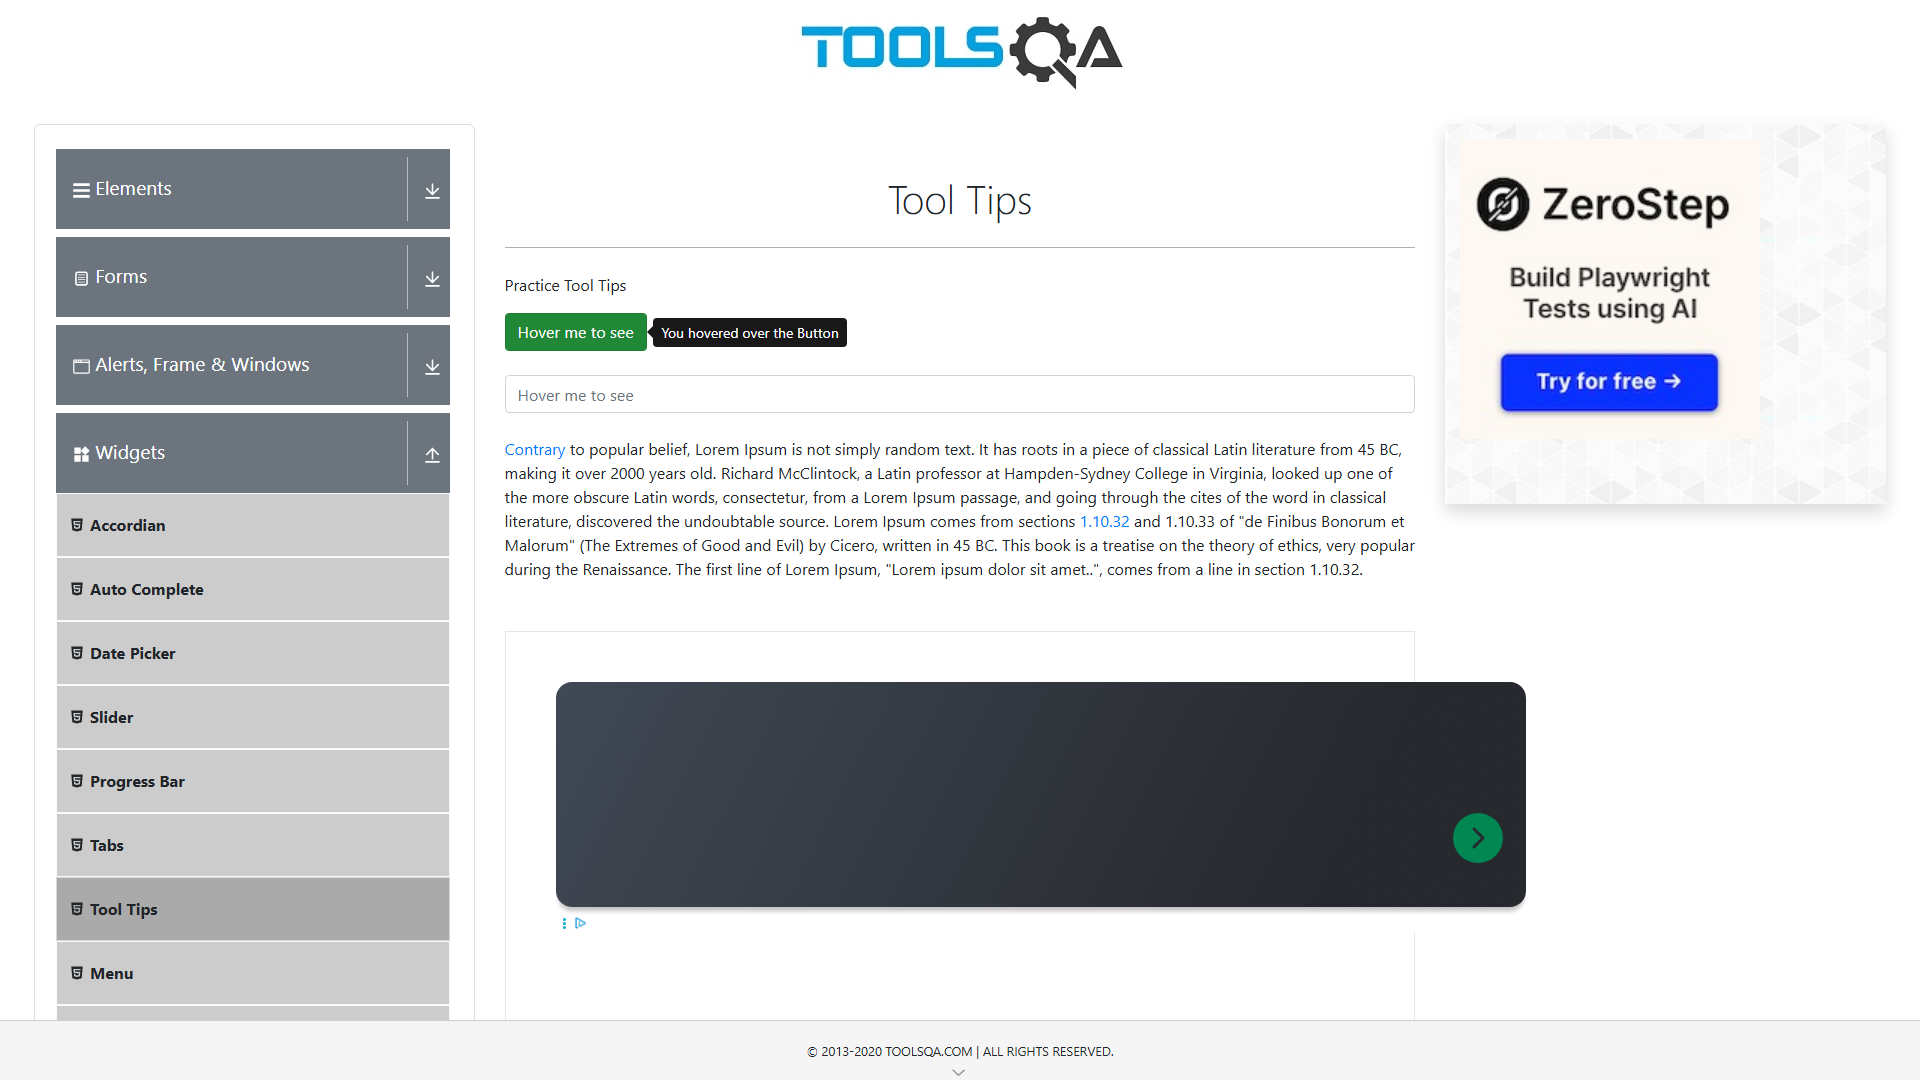 TOOLSQA
Elements
Forms
Alerts, Frame & Windows
Widgets
Accordian
Auto Complete
Date Picker
Slider
Progress Bar
Tabs
Tool Tips
Menu
Tool Tips
Practice Tool Tips
Hover me to see
You hovered over the Button
Hover me to see
Contrary to popular belief, Lorem Ipsum is not simply random text. It has roots in a piece of classical Latin literature from 45 BC,
making it over 2000 years old. Richard McClintock, a Latin professor at Hampden-Sydney College in Virginia, looked up one of
the more obscure Latin words, consectetur, from a Lorem Ipsum passage, and going through the cites of the word in classical
literature, discovered the undoubtable source. Lorem Ipsum comes from sections 1.10.32 and 1.10.33 of "de Finibus Bonorum et
Malorum" (The Extremes of Good and Evil) by Cicero, written in 45 BC. This book is a treatise on the theory of ethics, very popular
during the Renaissance. The first line of Lorem Ipsum, "Lorem ipsum dolor sit amet..", comes from a line in section 1.10.32.
ZeroStep
Build Playwright
Tests using AI
Try for free →
© 2013-2020 TOOLSQA.COM | ALL RIGHTS RESERVED.